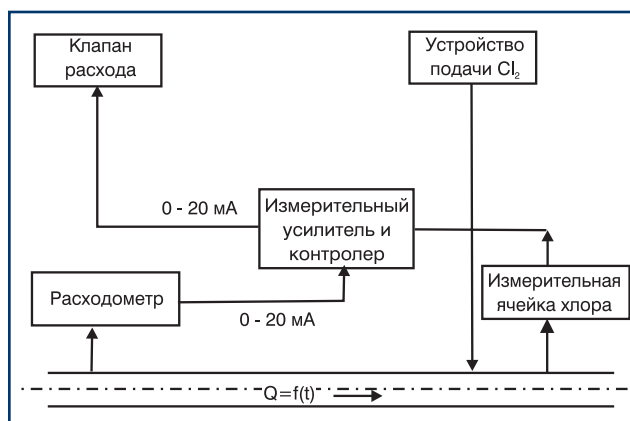 Клапан
расхода
Устройство
подачи Cl₂
0 - 20 мА
Измерительный
усилитель и
контролер
Расходометр
0 - 20 мА
Измерительная
ячейка хлора
Q=f(t)